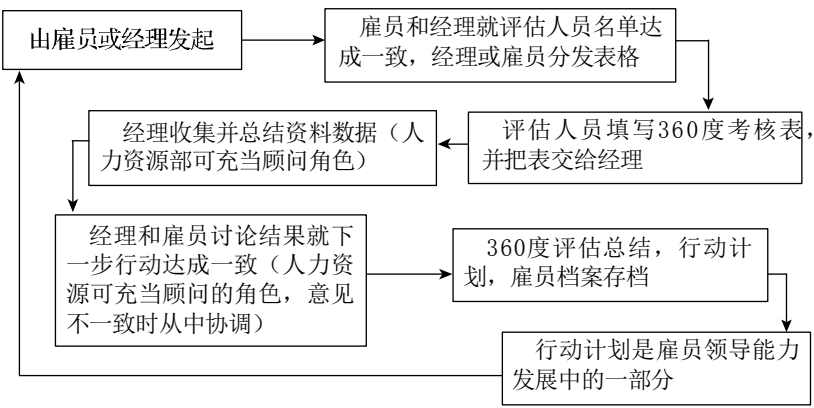 由雇员或经理发起
雇员和经理就评估人员名单达
成一致，经理或雇员分发表格
评估人员填写360度考核表，
并把表交给经理
经理收集并总结资料数据（人
力资源部可充当顾问角色）
经理和雇员讨论结果就下
一步行动达成一致（人力资
源可充当顾问的角色，意见
不一致时从中协调）
360度评估总结，行动计
划，雇员档案存档
行动计划是雇员领导能力
发展中的一部分